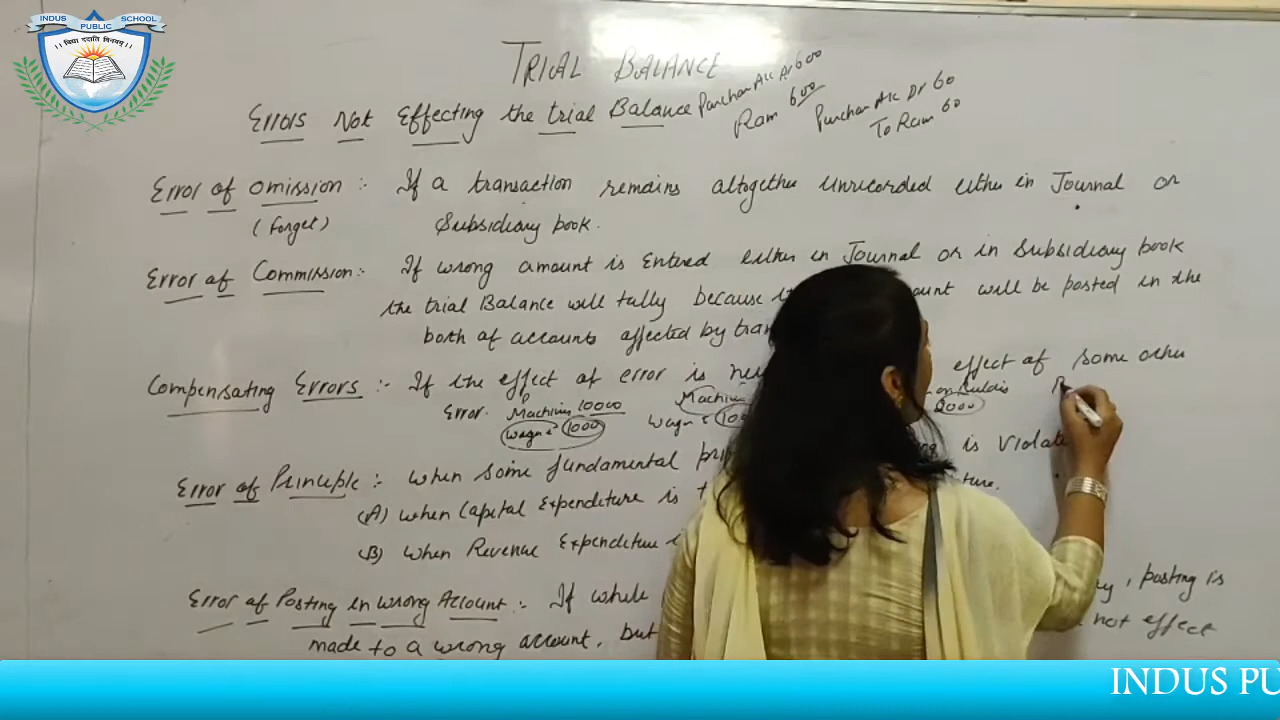 INDUS PUBLIC SCHOOL
।। विद्या ददाति विनयम् ।।
TRIAL BALANCE
Errors Not Effecting the trial Balance
Purchase A/c Dr 600
Ram 600
Purchase A/c Dr 60
To Ram 60
Error of omission :- If a transaction remains altogether unrecorded either in Journal or
(forget) Subsidiary book.
Error of Commission :- If wrong amount is Entered either in Journal or in Subsidiary book
the trial Balance will tally because will be posted in the
both of accounts affected by
Compensating Errors :- If the effect of error is effect of some other
Error. Machine 10000 Machin
Wages 1000 Wages
Error of Principle :- when some fundamental is violate
(A) when Capital Expenditure is
(B) when Revenue Expenditure
Error of Posting in wrong Account :- If while , posting is
made to a wrong account, but not effect
INDUS PU